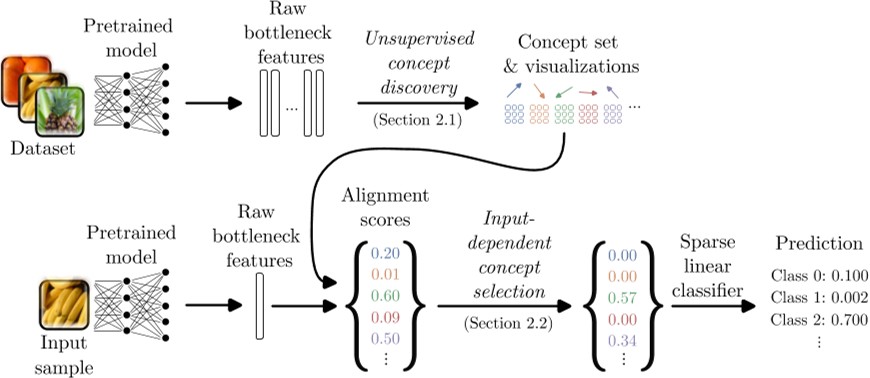 Pretrained
model
Dataset
Raw
bottleneck
features
...
Unsupervised
concept
discovery
(Section 2.1)
Concept set
& visualizations
...
Pretrained
model
Input
sample
Raw
bottleneck
features
Alignment
scores
0.20
0.01
0.60
0.09
0.50
⋮
Input-
dependent
concept
selection
(Section 2.2)
0.00
0.00
0.57
0.00
0.34
⋮
Sparse
linear
classifier
Prediction
Class 0: 0.100
Class 1: 0.002
Class 2: 0.700
⋮